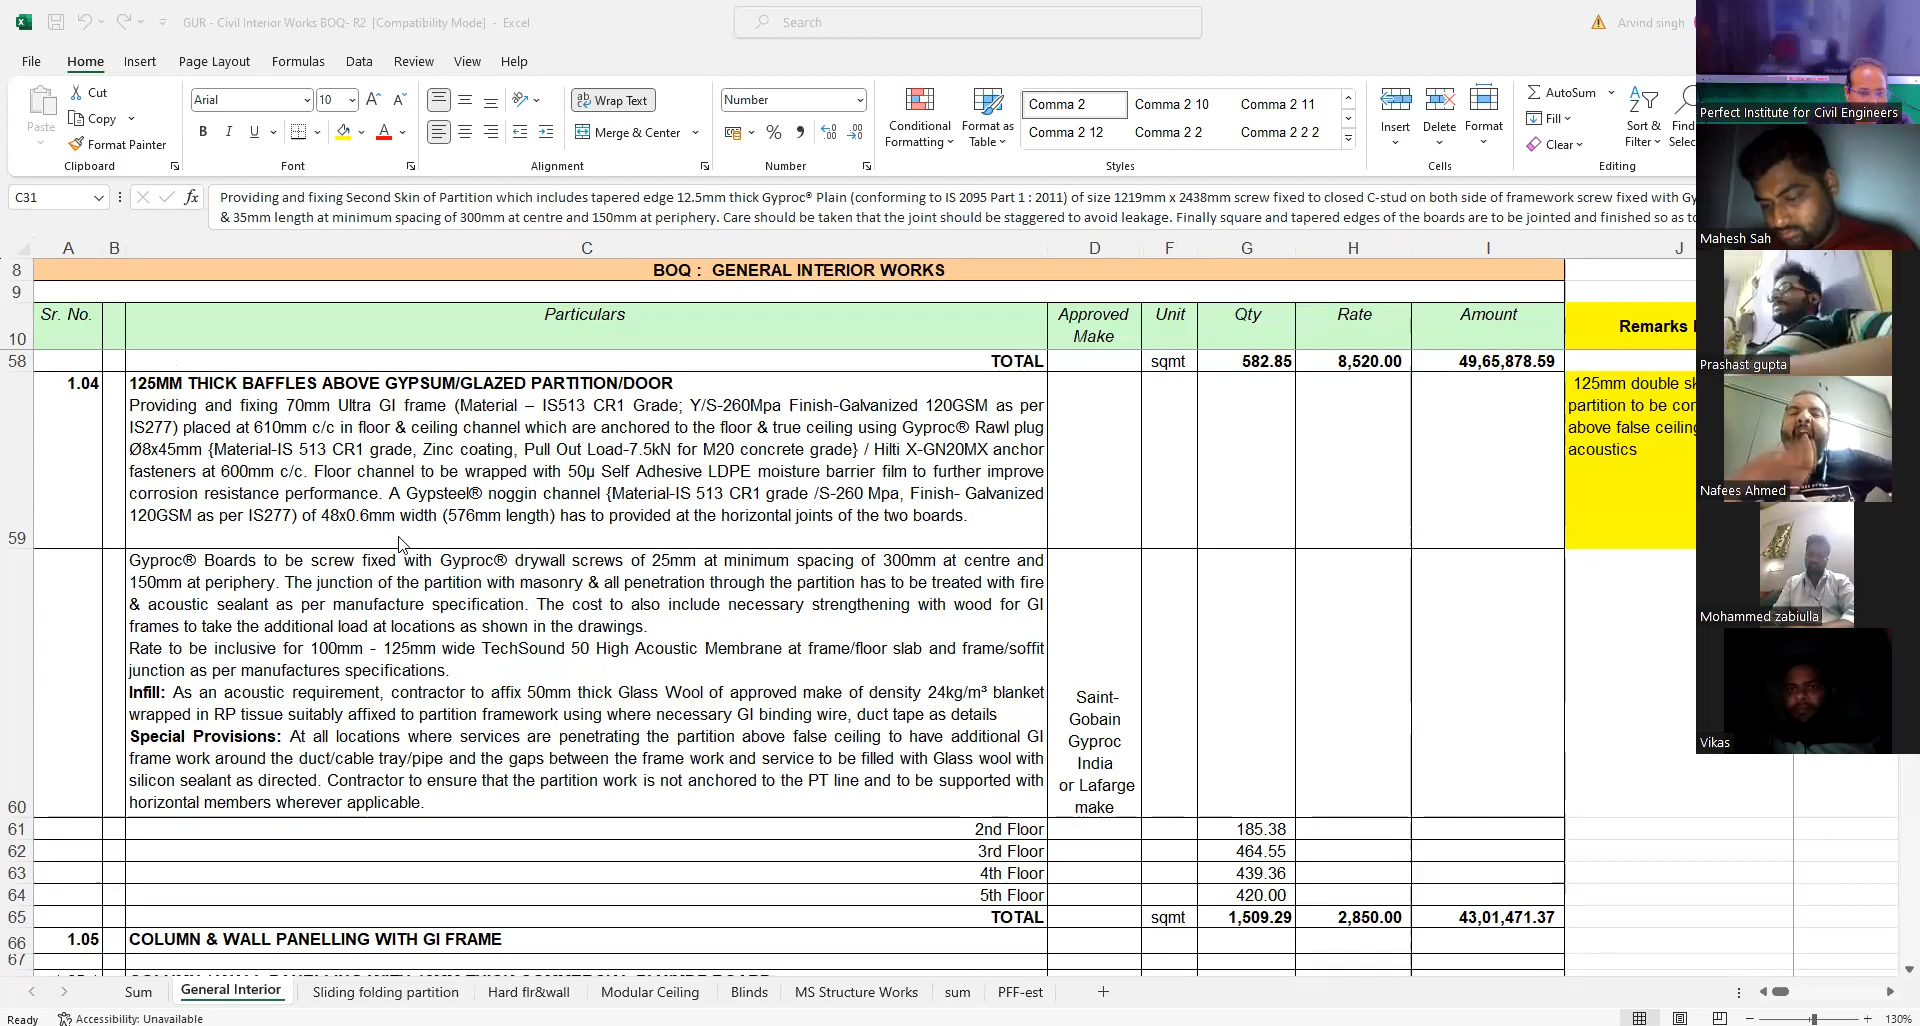 GUR - Civil Interior Works BOQ- R2 [Compatibility Mode] - Excel
Search
Arvind singh
File Home Insert Page Layout Formulas Data Review View Help
Paste
Cut
Copy
Format Painter
Clipboard
Arial 10
B I U
Font
Wrap Text
Merge & Center
Alignment
Number
Number
Conditional Formatting
Format as Table
Comma 2 Comma 2 10 Comma 2 11
Comma 2 12 Comma 2 2 Comma 2 2 2
Styles
Insert Delete Format
Cells
AutoSum
Fill
Clear
Sort & Filter
Editing
C31
Providing and fixing Second Skin of Partition which includes tapered edge 12.5mm thick Gyproc® Plain (conforming to IS 2095 Part 1 : 2011) of size 1219mm x 2438mm screw fixed to closed C-stud on both side of framework screw fixed with Gy
& 35mm length at minimum spacing of 300mm at centre and 150mm at periphery. Care should be taken that the joint should be staggered to avoid leakage. Finally square and tapered edges of the boards are to be jointed and finished so as to
A B C D F G H I J
8 BOQ : GENERAL INTERIOR WORKS
9
10 Sr. No. Particulars Approved Make Unit Qty Rate Amount Remarks
58 TOTAL sqmt 582.85 8,520.00 49,65,878.59
1.04 125MM THICK BAFFLES ABOVE GYPSUM/GLAZED PARTITION/DOOR
Providing and fixing 70mm Ultra GI frame (Material – IS513 CR1 Grade; Y/S-260Mpa Finish-Galvanized 120GSM as per
IS277) placed at 610mm c/c in floor & ceiling channel which are anchored to the floor & true ceiling using Gyproc® Rawl plug
Ø8x45mm {Material-IS 513 CR1 grade, Zinc coating, Pull Out Load-7.5kN for M20 concrete grade} / Hilti X-GN20MX anchor
fasteners at 600mm c/c. Floor channel to be wrapped with 50µ Self Adhesive LDPE moisture barrier film to further improve
corrosion resistance performance. A Gypsteel® noggin channel {Material-IS 513 CR1 grade /S-260 Mpa, Finish- Galvanized
120GSM as per IS277) of 48x0.6mm width (576mm length) has to provided at the horizontal joints of the two boards.
59
125mm double sk
partition to be cor
above false ceiling
acoustics
Gyproc® Boards to be screw fixed with Gyproc® drywall screws of 25mm at minimum spacing of 300mm at centre and
150mm at periphery. The junction of the partition with masonry & all penetration through the partition has to be treated with fire
& acoustic sealant as per manufacture specification. The cost to also include necessary strengthening with wood for GI
frames to take the additional load at locations as shown in the drawings.
Rate to be inclusive for 100mm - 125mm wide TechSound 50 High Acoustic Membrane at frame/floor slab and frame/soffit
junction as per manufactures specifications.
Infill: As an acoustic requirement, contractor to affix 50mm thick Glass Wool of approved make of density 24kg/m³ blanket
wrapped in RP tissue suitably affixed to partition framework using where necessary GI binding wire, duct tape as details
Special Provisions: At all locations where services are penetrating the partition above false ceiling to have additional GI
frame work around the duct/cable tray/pipe and the gaps between the frame work and service to be filled with Glass wool with
silicon sealant as directed. Contractor to ensure that the partition work is not anchored to the PT line and to be supported with
horizontal members wherever applicable.
60
Saint-
Gobain
Gyproc
India
or Lafarge
make
61 2nd Floor 185.38
62 3rd Floor 464.55
63 4th Floor 439.36
64 5th Floor 420.00
65 TOTAL sqmt 1,509.29 2,850.00 43,01,471.37
66 1.05 COLUMN & WALL PANELLING WITH GI FRAME
67
Sum General Interior Sliding folding partition Hard flr&wall Modular Ceiling Blinds MS Structure Works sum PFF-est
Ready Accessibility: Unavailable 130%
Perfect Institute for Civil Engineers
Mahesh Sah
Prashast gupta
Nafees Ahmed
Mohammed zabiulla
Vikas